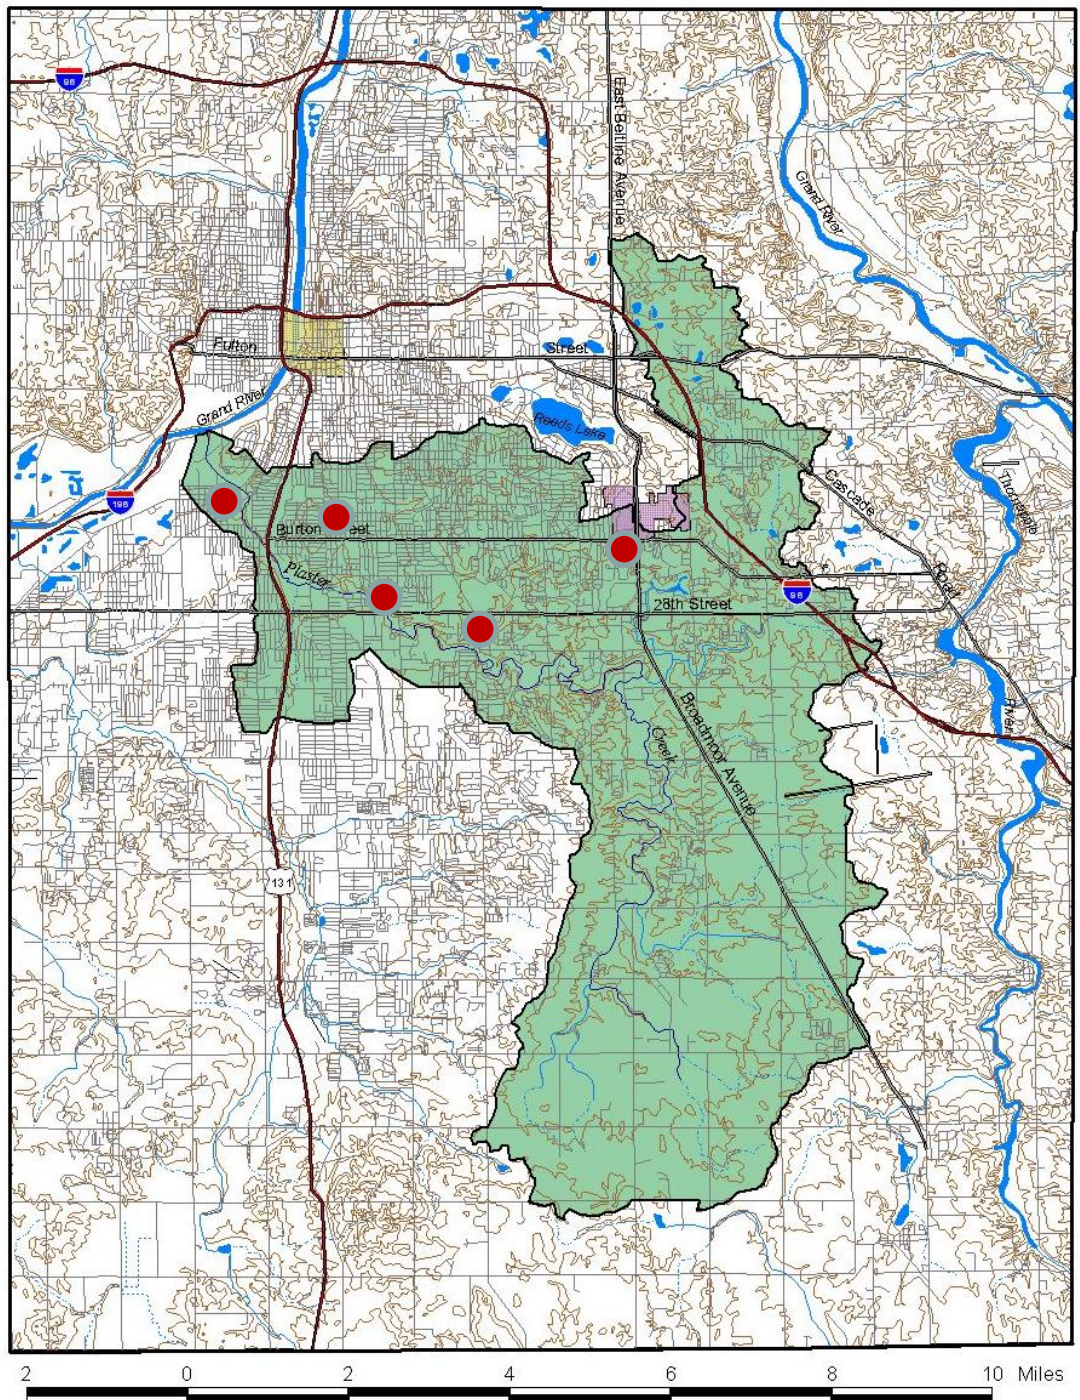 96
East Beltline Avenue
Grand River
Fulton
Street
Grand River
Reeds Lake
196
Burton
eet
Cascade
Thornapple
Plaster
96
Road
28th Street
River
Broadmoor Avenue
Creek
131
2 0 2 4 6 8 10 Miles